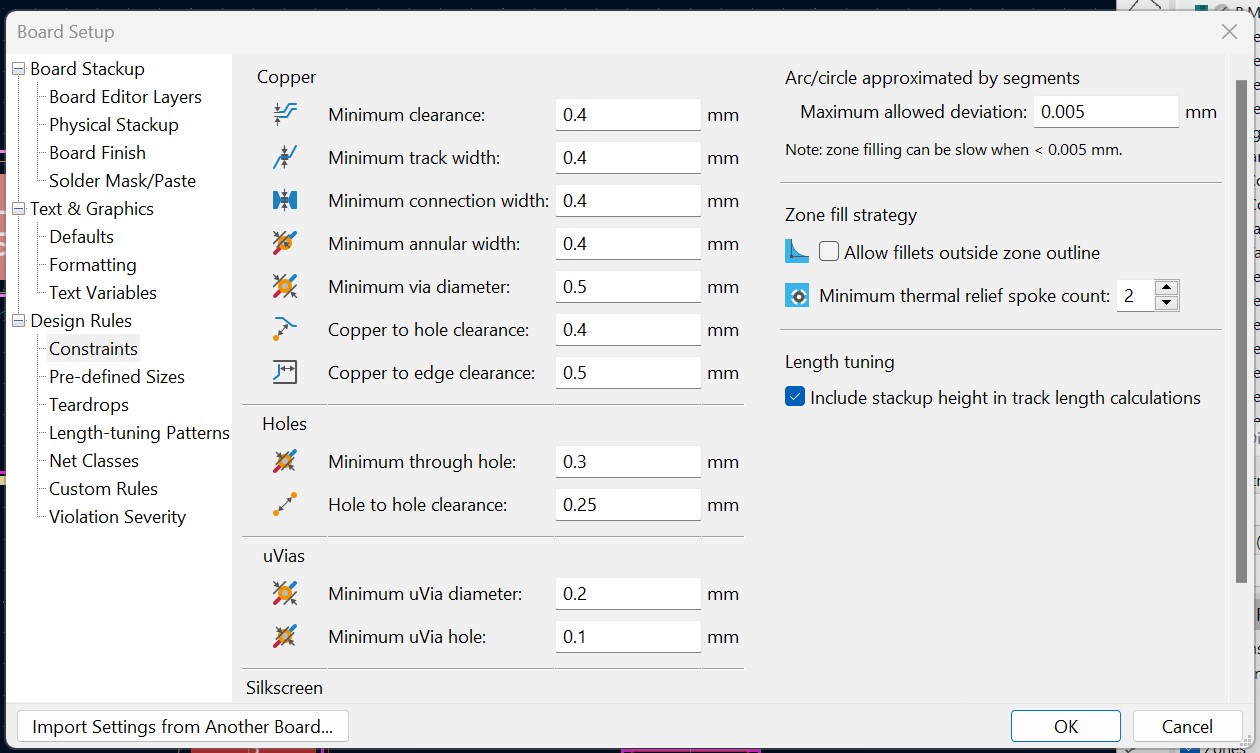 Board Setup
Board Stackup
Board Editor Layers
Physical Stackup
Board Finish
Solder Mask/Paste
Text & Graphics
Defaults
Formatting
Text Variables
Design Rules
Constraints
Pre-defined Sizes
Teardrops
Length-tuning Patterns
Net Classes
Custom Rules
Violation Severity
Copper
Minimum clearance: 0.4 mm
Minimum track width: 0.4 mm
Minimum connection width: 0.4 mm
Minimum annular width: 0.4 mm
Minimum via diameter: 0.5 mm
Copper to hole clearance: 0.4 mm
Copper to edge clearance: 0.5 mm
Holes
Minimum through hole: 0.3 mm
Hole to hole clearance: 0.25 mm
uVias
Minimum uVia diameter: 0.2 mm
Minimum uVia hole: 0.1 mm
Silkscreen
Arc/circle approximated by segments
Maximum allowed deviation: 0.005 mm
Note: zone filling can be slow when < 0.005 mm.
Zone fill strategy
Allow fillets outside zone outline
Minimum thermal relief spoke count: 2
Length tuning
Include stackup height in track length calculations
Import Settings from Another Board...
OK
Cancel